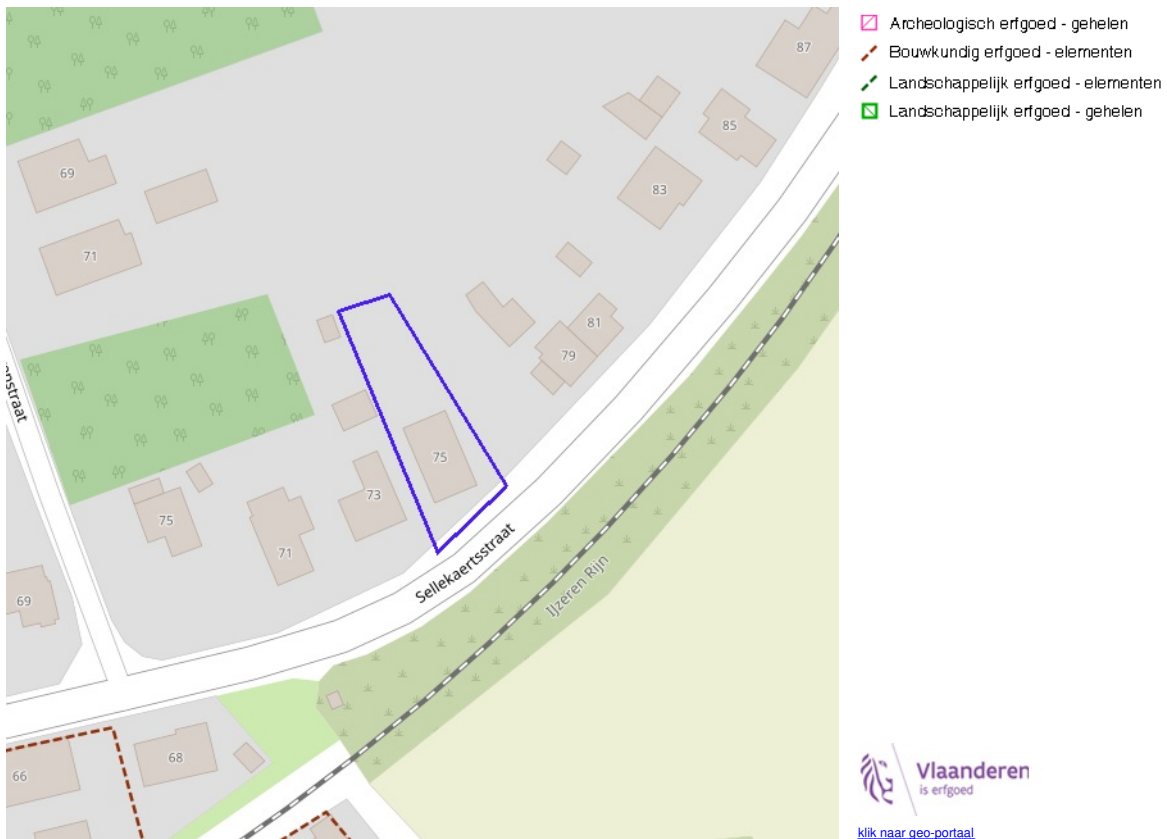 Archeologisch erfgoed - gehelen
Bouwkundig erfgoed - elementen
Landschappelijk erfgoed - elementen
Landschappelijk erfgoed - gehelen
87
85
83
69
71
81
79
75
73
75
71
69
Sellekaertsstraat
IJzeren Rijn
68
66
Vlaanderen
is erfgoed
klik naar geo-portaal